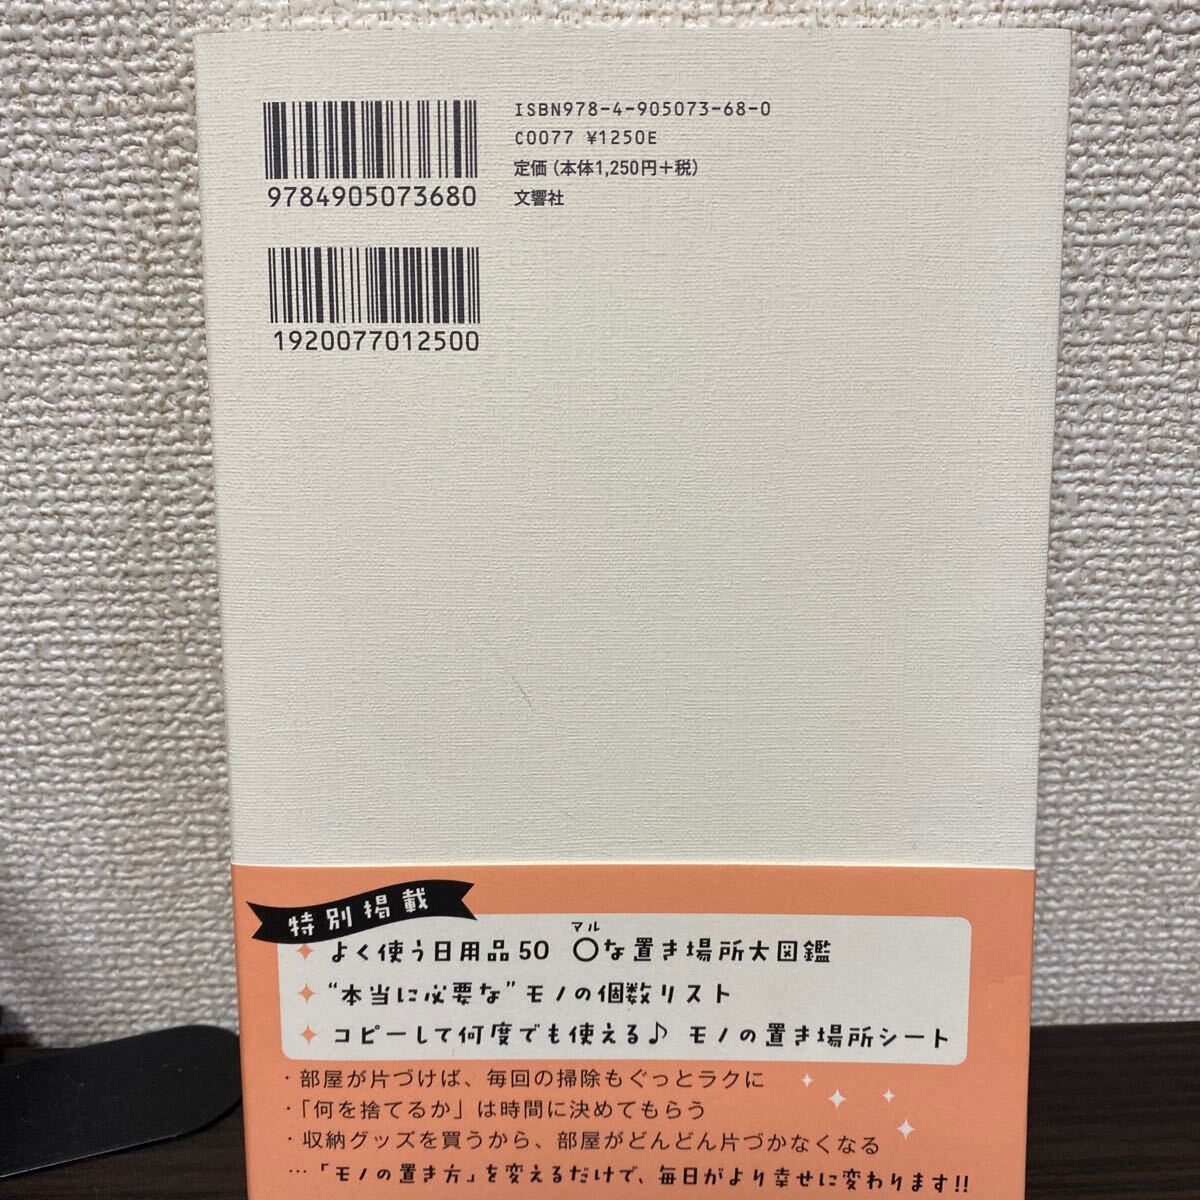 ISBN978-4-905073-68-0
C0077 ¥1250E
定価（本体1,250円＋税）
文響社
9784905073680
1920077012500
特別掲載
マル
よく使う日用品50 ○な置き場所大図鑑
“本当に必要な”モノの個数リスト
コピーして何度でも使える♪ モノの置き場所シート
・部屋が片づけば、毎回の掃除もぐっとラクに
・「何を捨てるか」は時間に決めてもらう
・収納グッズを買うから、部屋がどんどん片づかなくなる
…「モノの置き方」を変えるだけで、毎日がより幸せに変わります!!